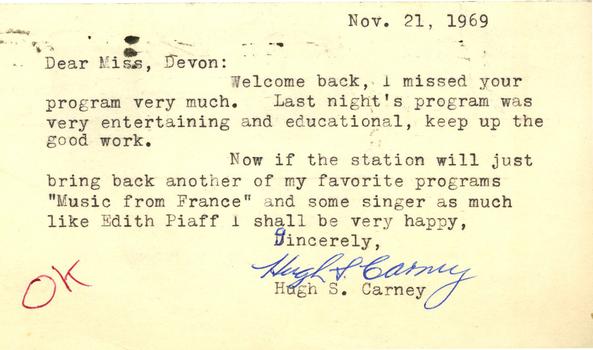 Nov. 21, 1969
Dear Miss, Devon:
Welcome back, I missed your
program very much. Last night's program was
very entertaining and educational, keep up the
good work.
Now if the station will just
bring back another of my favorite programs
"Music from France" and some singer as much
like Edith Piaff I shall be very happy,
Sincerely,
Hugh S. Carney
Hugh S. Carney
OK